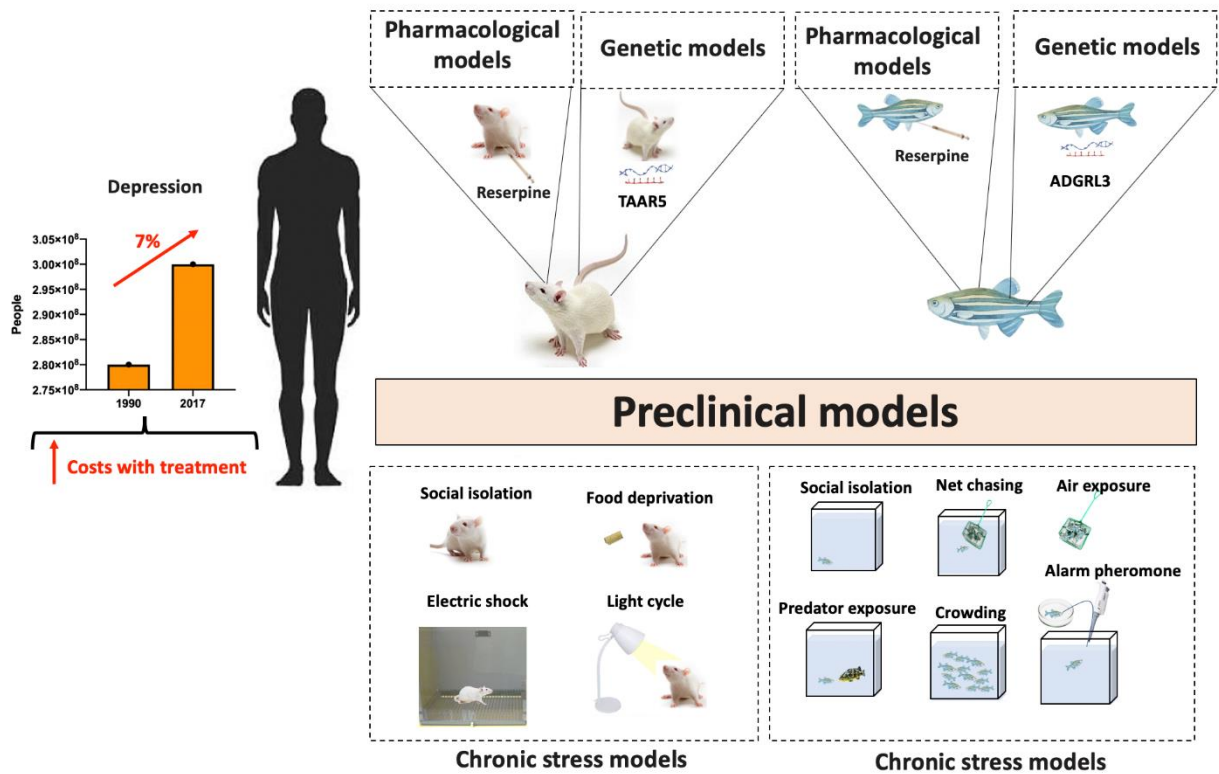 Pharmacological
models
Genetic models
Pharmacological
models
Genetic models
Reserpine
TAAR5
Reserpine
ADGRL3
Depression
7%
3.05×10⁸
3.00×10⁸
2.95×10⁸
2.90×10⁸
2.85×10⁸
2.80×10⁸
2.75×10⁸
People
1990
2017
Costs with treatment
Preclinical models
Social isolation
Food deprivation
Electric shock
Light cycle
Chronic stress models
Social isolation
Net chasing
Air exposure
Predator exposure
Crowding
Alarm pheromone
Chronic stress models